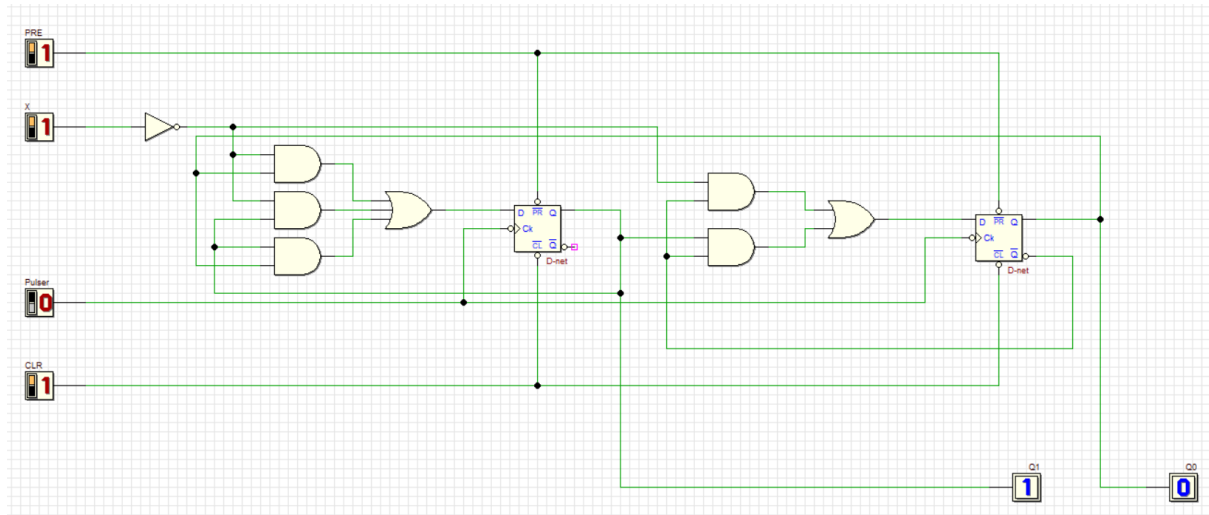 PRE
1
X
1
D PR Q
Ck
CL Q
D-net
D PR Q
Ck
CL Q
D-net
Pulser
0
CLR
1
Q1
1
Q0
0